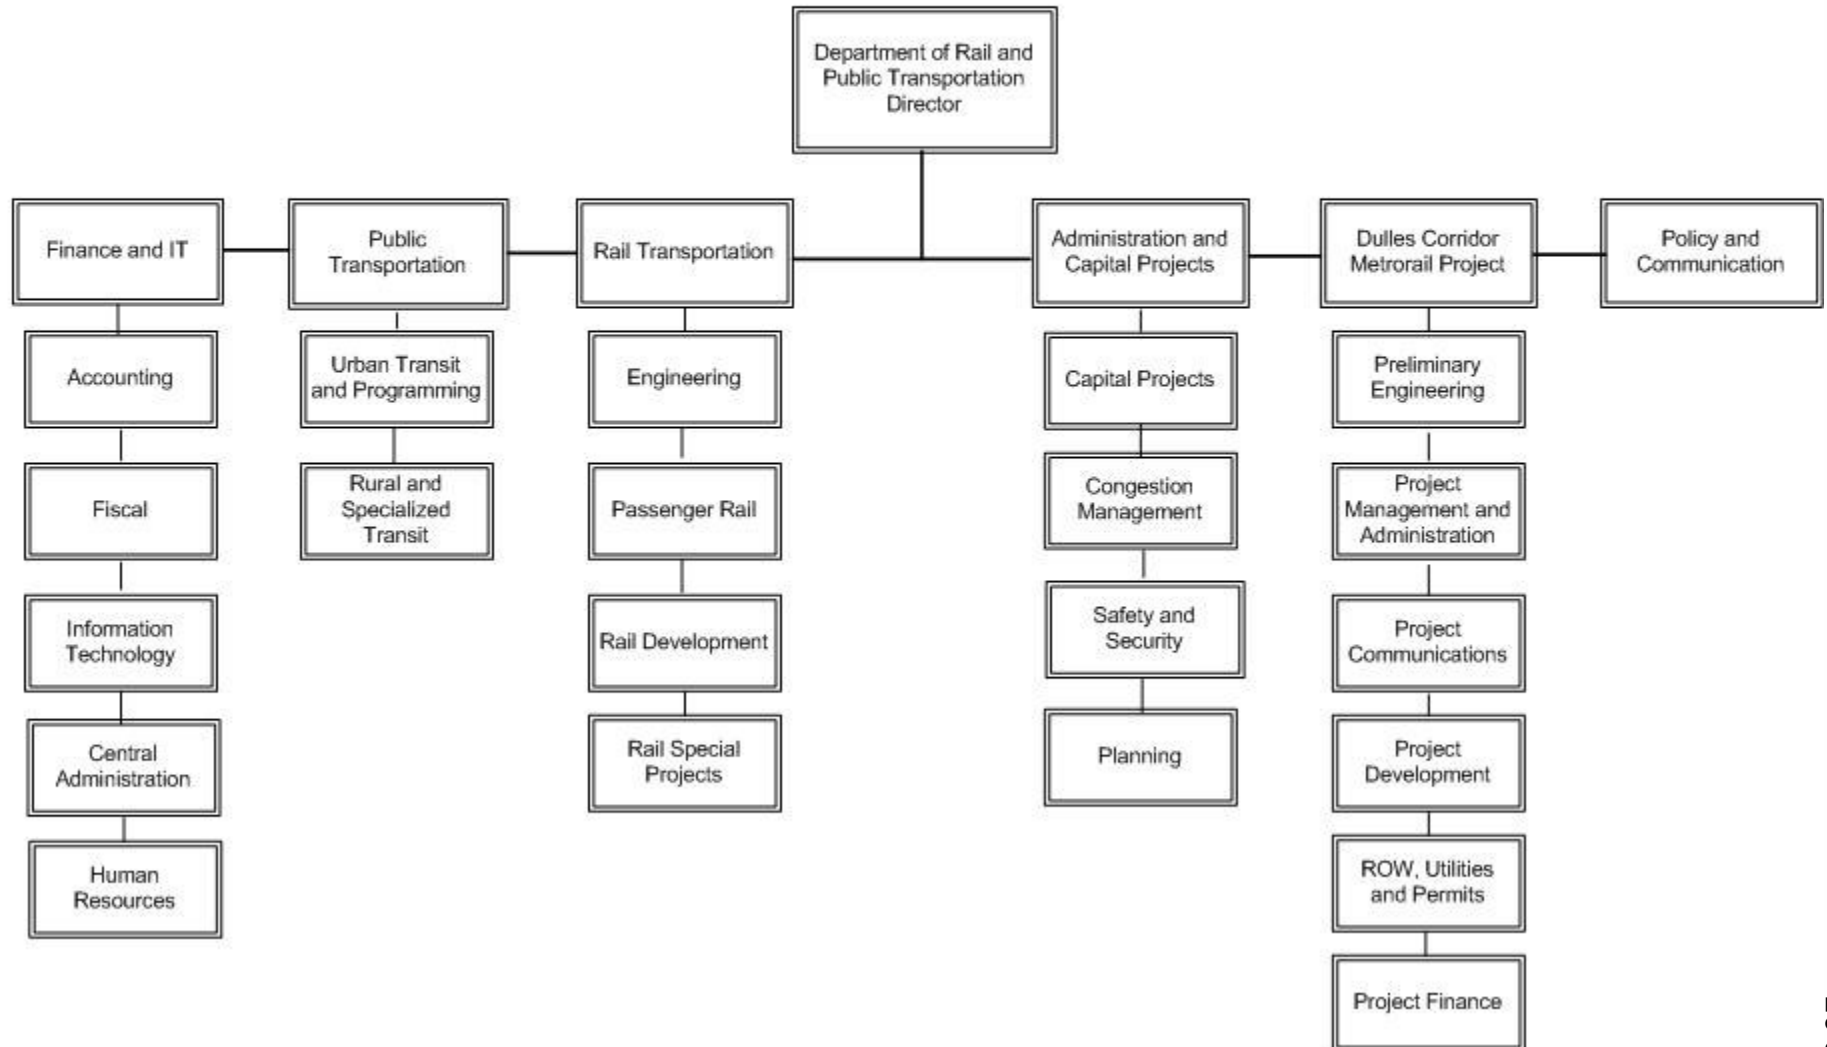 Department of Rail and
Public Transportation
Director
Finance and IT
Public
Transportation
Rail Transportation
Administration and
Capital Projects
Dulles Corridor
Metrorail Project
Policy and
Communication
Accounting
Fiscal
Information
Technology
Central
Administration
Human
Resources
Urban Transit
and Programming
Rural and
Specialized
Transit
Engineering
Passenger Rail
Rail Development
Rail Special
Projects
Capital Projects
Congestion
Management
Safety and
Security
Planning
Preliminary
Engineering
Project
Management and
Administration
Project
Communications
Project
Development
ROW, Utilities
and Permits
Project Finance